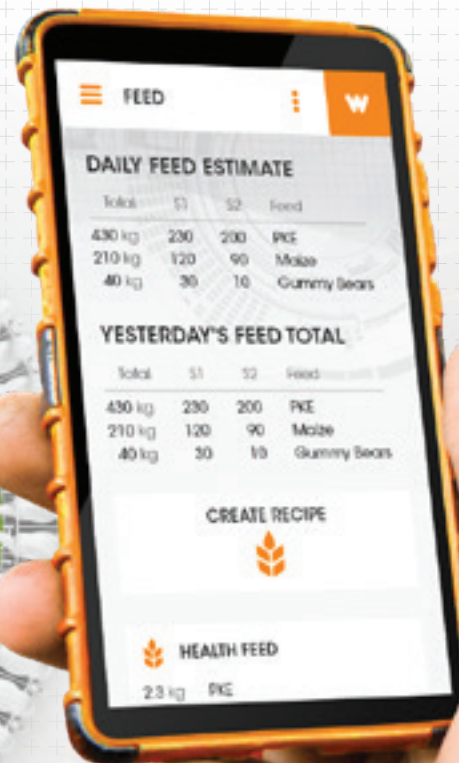 FEED W
DAILY FEED ESTIMATE
Total S1 S2 Feed
430 kg 230 200 PKE
210 kg 120 90 Maize
40 kg 30 10 Gummy Bears
YESTERDAY'S FEED TOTAL
Total S1 S2 Feed
430 kg 230 200 PKE
210 kg 120 90 Maize
40 kg 30 10 Gummy Bears
CREATE RECIPE
HEALTH FEED
2.3 kg PKE